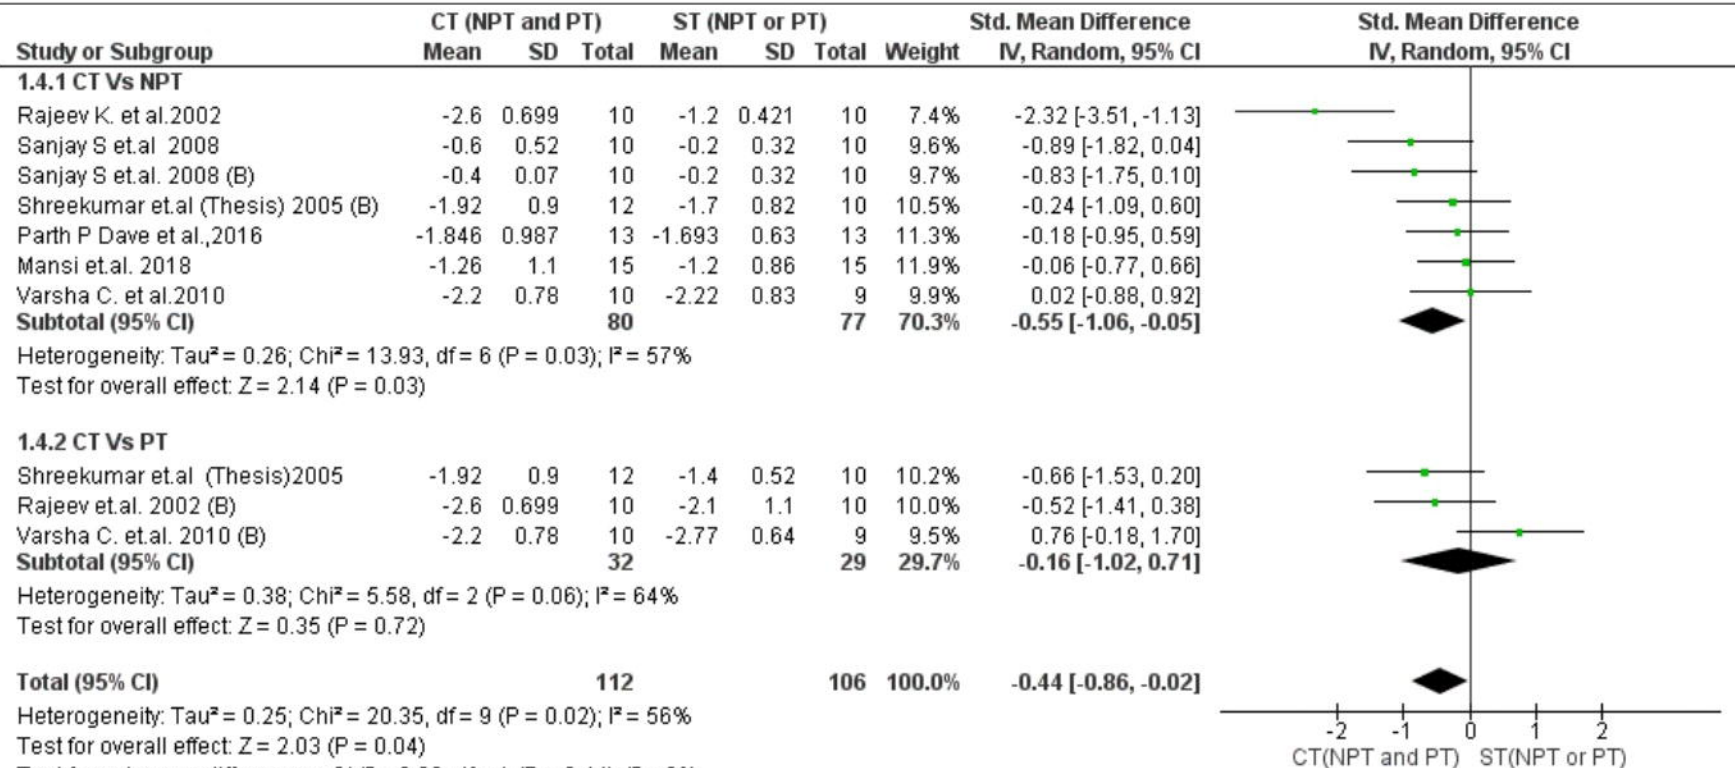 CT (NPT and PT) ST (NPT or PT) Std. Mean Difference Std. Mean Difference
Study or Subgroup Mean SD Total Mean SD Total Weight IV, Random, 95% CI IV, Random, 95% CI
1.4.1 CT Vs NPT
Rajeev K. et al.2002 -2.6 0.699 10 -1.2 0.421 10 7.4% -2.32 [-3.51, -1.13]
Sanjay S et.al 2008 -0.6 0.52 10 -0.2 0.32 10 9.6% -0.89 [-1.82, 0.04]
Sanjay S et.al. 2008 (B) -0.4 0.07 10 -0.2 0.32 10 9.7% -0.83 [-1.75, 0.10]
Shreekumar et.al (Thesis) 2005 (B) -1.92 0.9 12 -1.7 0.82 10 10.5% -0.24 [-1.09, 0.60]
Parth P Dave et al.,2016 -1.846 0.987 13 -1.693 0.63 13 11.3% -0.18 [-0.95, 0.59]
Mansi et.al. 2018 -1.26 1.1 15 -1.2 0.86 15 11.9% -0.06 [-0.77, 0.66]
Varsha C. et al.2010 -2.2 0.78 10 -2.22 0.83 9 9.9% 0.02 [-0.88, 0.92]
Subtotal (95% CI) 80 77 70.3% -0.55 [-1.06, -0.05]
Heterogeneity: Tau² = 0.26; Chi² = 13.93, df = 6 (P = 0.03); I² = 57%
Test for overall effect: Z = 2.14 (P = 0.03)
1.4.2 CT Vs PT
Shreekumar et.al (Thesis)2005 -1.92 0.9 12 -1.4 0.52 10 10.2% -0.66 [-1.53, 0.20]
Rajeev et.al. 2002 (B) -2.6 0.699 10 -2.1 1.1 10 10.0% -0.52 [-1.41, 0.38]
Varsha C. et.al. 2010 (B) -2.2 0.78 10 -2.77 0.64 9 9.5% 0.76 [-0.18, 1.70]
Subtotal (95% CI) 32 29 29.7% -0.16 [-1.02, 0.71]
Heterogeneity: Tau² = 0.38; Chi² = 5.58, df = 2 (P = 0.06); I² = 64%
Test for overall effect: Z = 0.35 (P = 0.72)
Total (95% CI) 112 106 100.0% -0.44 [-0.86, -0.02]
Heterogeneity: Tau² = 0.25; Chi² = 20.35, df = 9 (P = 0.02); I² = 56%
Test for overall effect: Z = 2.03 (P = 0.04)
-2 -1 0 1 2
CT(NPT and PT) ST(NPT or PT)